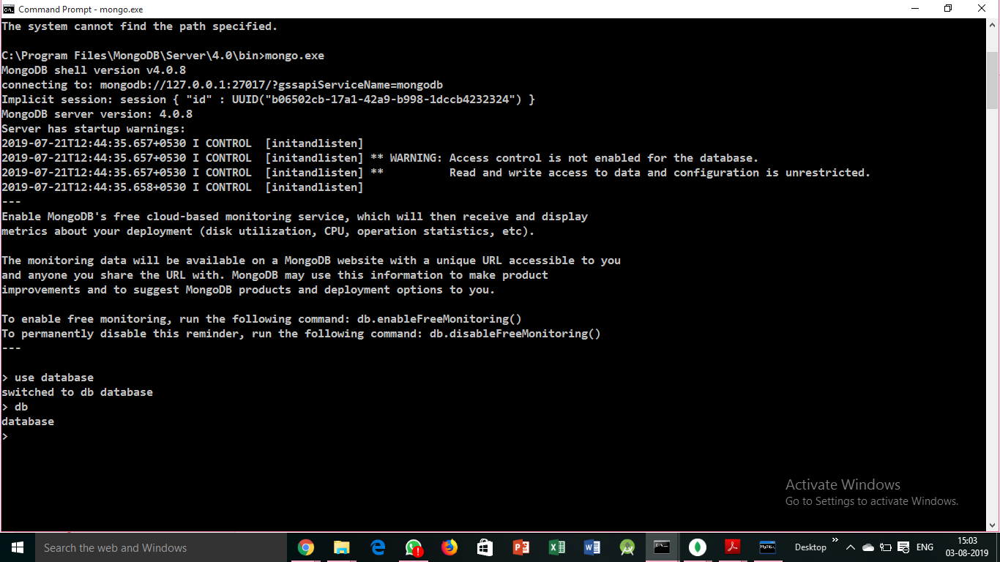 Command Prompt - mongo.exe
The system cannot find the path specified.
C:\Program Files\MongoDB\Server\4.0\bin>mongo.exe
MongoDB shell version v4.0.8
connecting to: mongodb://127.0.0.1:27017/?gssapiServiceName=mongodb
Implicit session: session { "id" : UUID("b06502cb-17a1-42a9-b998-1dccb4232324") }
MongoDB server version: 4.0.8
Server has startup warnings:
2019-07-21T12:44:35.657+0530 I CONTROL  [initandlisten]
2019-07-21T12:44:35.657+0530 I CONTROL  [initandlisten] ** WARNING: Access control is not enabled for the database.
2019-07-21T12:44:35.657+0530 I CONTROL  [initandlisten] **          Read and write access to data and configuration is unrestricted.
2019-07-21T12:44:35.658+0530 I CONTROL  [initandlisten]
---
Enable MongoDB's free cloud-based monitoring service, which will then receive and display
metrics about your deployment (disk utilization, CPU, operation statistics, etc).
The monitoring data will be available on a MongoDB website with a unique URL accessible to you
and anyone you share the URL with. MongoDB may use this information to make product
improvements and to suggest MongoDB products and deployment options to you.
To enable free monitoring, run the following command: db.enableFreeMonitoring()
To permanently disable this reminder, run the following command: db.disableFreeMonitoring()
---
> use database
switched to db database
> db
database
>
Activate Windows
Go to Settings to activate Windows.
Search the web and Windows
MySQL
Desktop
ENG
15:03
03-08-2019